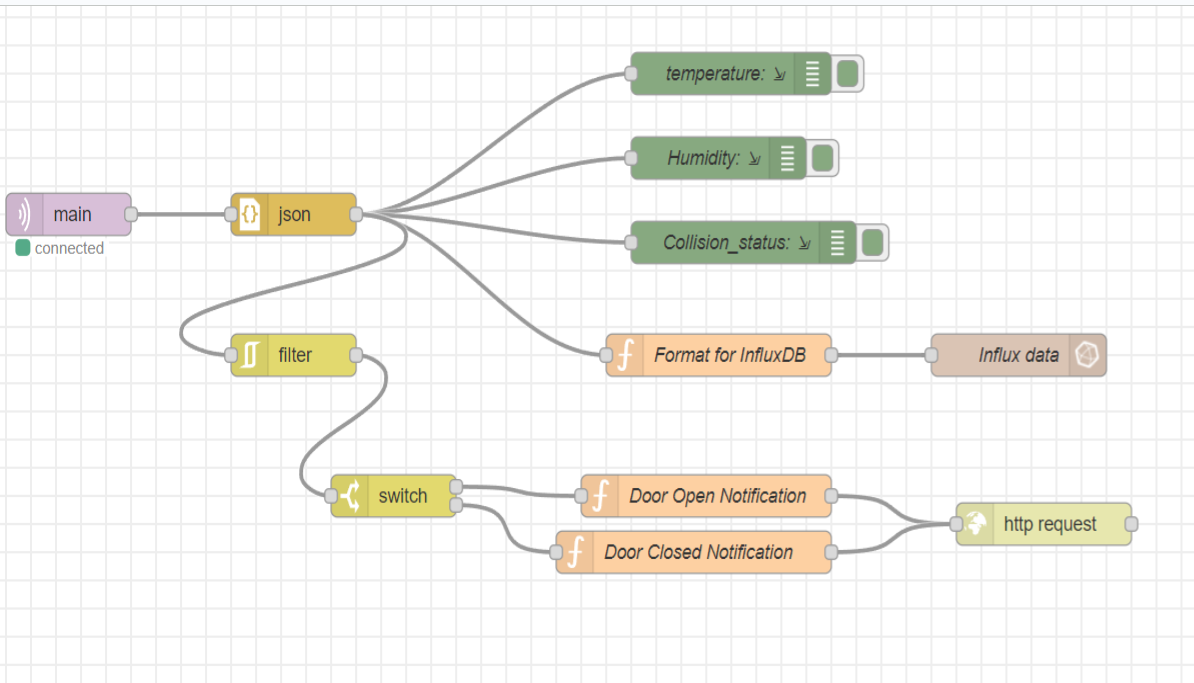 temperature:
Humidity:
main
json
connected
Collision_status:
filter
Format for InfluxDB
Influx data
switch
Door Open Notification
http request
Door Closed Notification